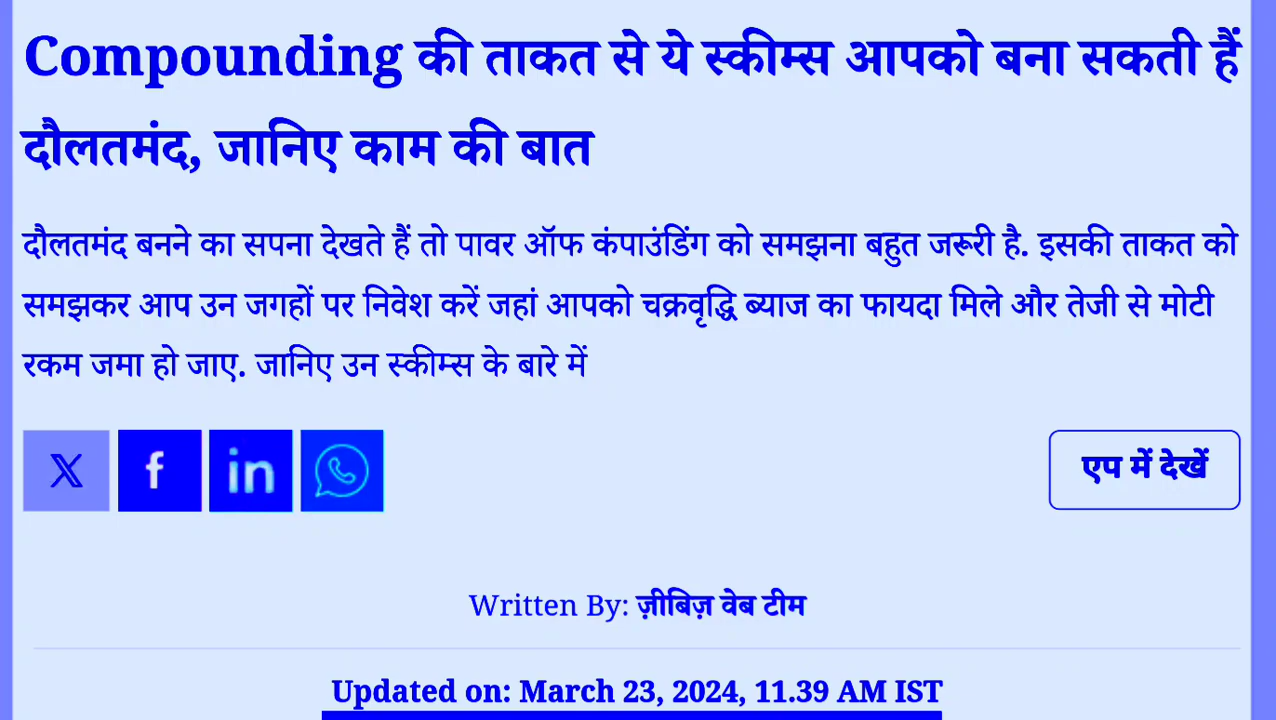 Compounding की ताकत से ये स्कीम्स आपको बना सकती हैं
दौलतमंद, जानिए काम की बात
दौलतमंद बनने का सपना देखते हैं तो पावर ऑफ कंपाउंडिंग को समझना बहुत जरूरी है. इसकी ताकत को
समझकर आप उन जगहों पर निवेश करें जहां आपको चक्रवृद्धि ब्याज का फायदा मिले और तेजी से मोटी
रकम जमा हो जाए. जानिए उन स्कीम्स के बारे में
X f in एप में देखें
Written By: ज़ीबिज़ वेब टीम
Updated on: March 23, 2024, 11.39 AM IST